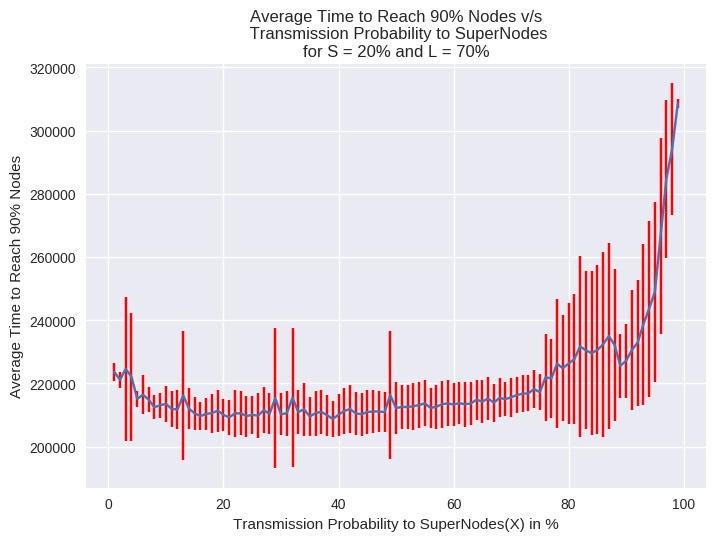 Average Time to Reach 90% Nodes v/s
Transmission Probability to SuperNodes
for S = 20% and L = 70%
320000
300000
280000
260000
240000
220000
200000
Average Time to Reach 90% Nodes
0
20
40
60
80
100
Transmission Probability to SuperNodes(X) in %